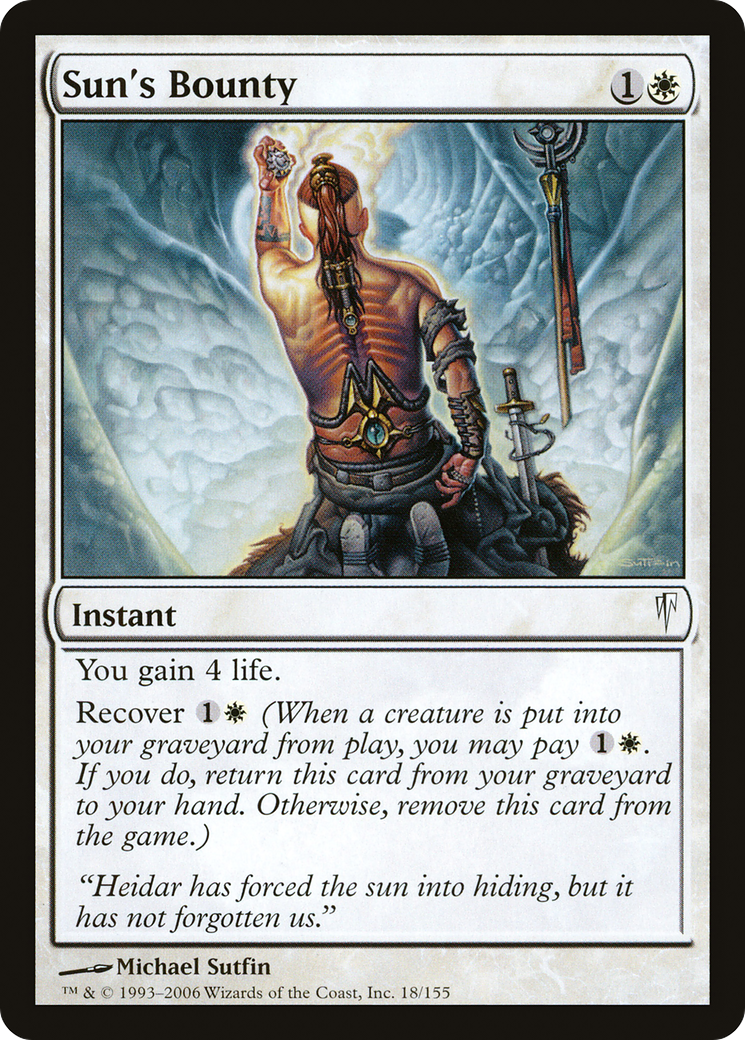 Sun's Bounty 1
Sutfin
Instant
You gain 4 life.
Recover 1 (When a creature is put into
your graveyard from play, you may pay 1 .
If you do, return this card from your graveyard
to your hand. Otherwise, remove this card from
the game.)
“Heidar has forced the sun into hiding, but it
has not forgotten us.”
Michael Sutfin
™ & © 1993–2006 Wizards of the Coast, Inc. 18/155